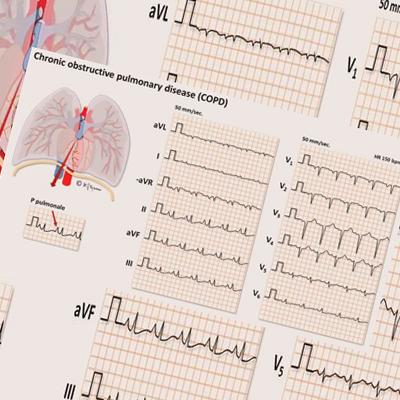 aVL
50 mm
V1
Chronic obstructive pulmonary disease (COPD)
50 mm/sec.
aVL
I
-aVR
II
aVF
III
50 mm/sec.
HR 150 bpm
V1
V2
V3
V4
V5
V6
P pulmonale
aVF
III
V5